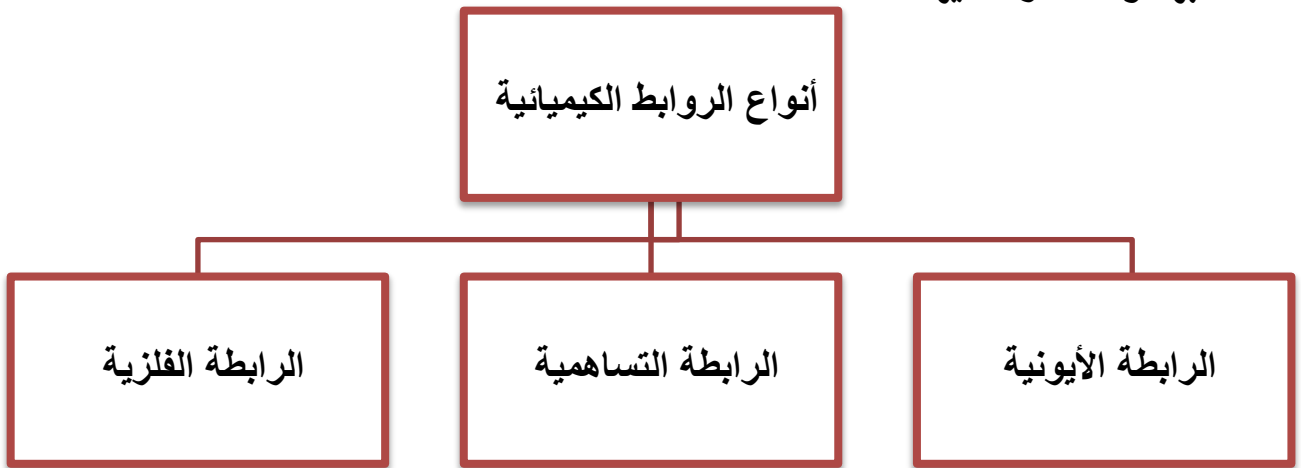 أنواع الروابط الكيميائية
الرابطة الأيونية
الرابطة التساهمية
الرابطة الفلزية